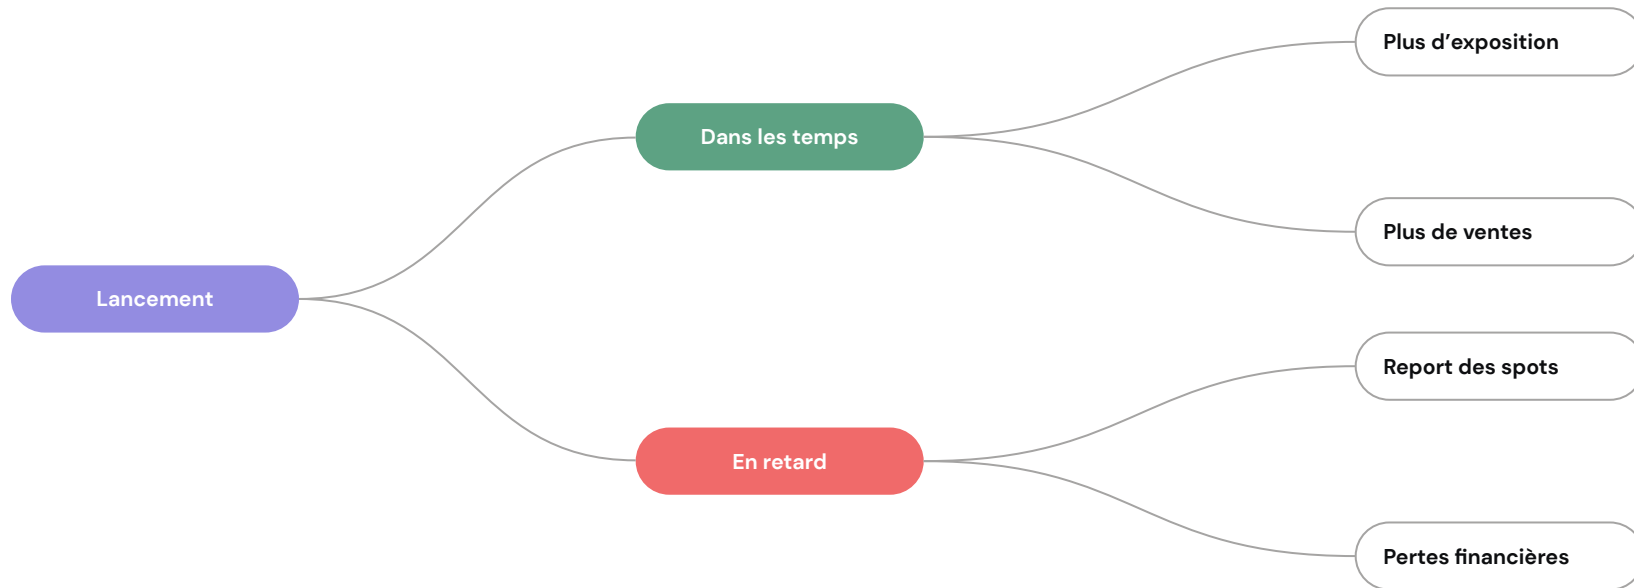 Plus d’exposition
Dans les temps
Plus de ventes
Lancement
Report des spots
En retard
Pertes financières